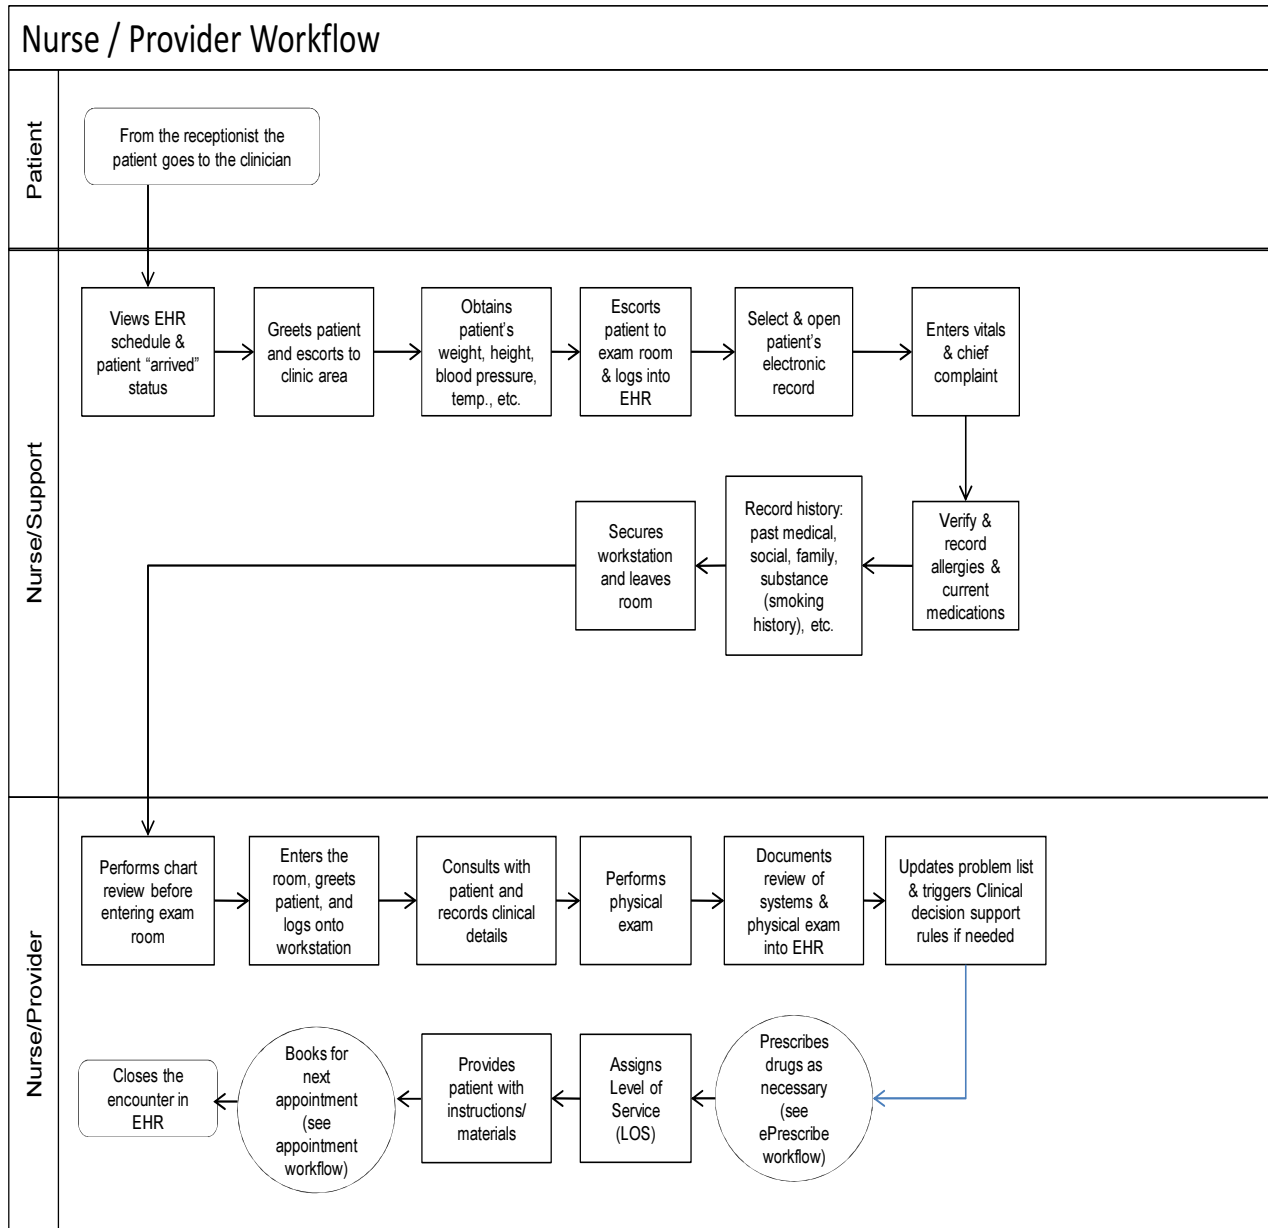 Nurse / Provider Workflow
Patient
From the receptionist the
patient goes to the clinician
Nurse/Support
Views EHR
schedule &
patient “arrived”
status
Greets patient
and escorts to
clinic area
Obtains
patient’s
weight, height,
blood pressure,
temp., etc.
Escorts
patient to
exam room
& logs into
EHR
Select & open
patient’s
electronic
record
Enters vitals
& chief
complaint
Verify &
record
allergies &
current
medications
Record history:
past medical,
social, family,
substance
(smoking
history), etc.
Secures
workstation
and leaves
room
Nurse/Provider
Performs chart
review before
entering exam
room
Enters the
room, greets
patient, and
logs onto
workstation
Consults with
patient and
records clinical
details
Performs
physical
exam
Documents
review of
systems &
physical exam
into EHR
Updates problem list
& triggers Clinical
decision support
rules if needed
Prescribes
drugs as
necessary
(see
ePrescribe
workflow)
Assigns
Level of
Service
(LOS)
Provides
patient with
instructions/
materials
Books for
next
appointment
(see
appointment
workflow)
Closes the
encounter in
EHR